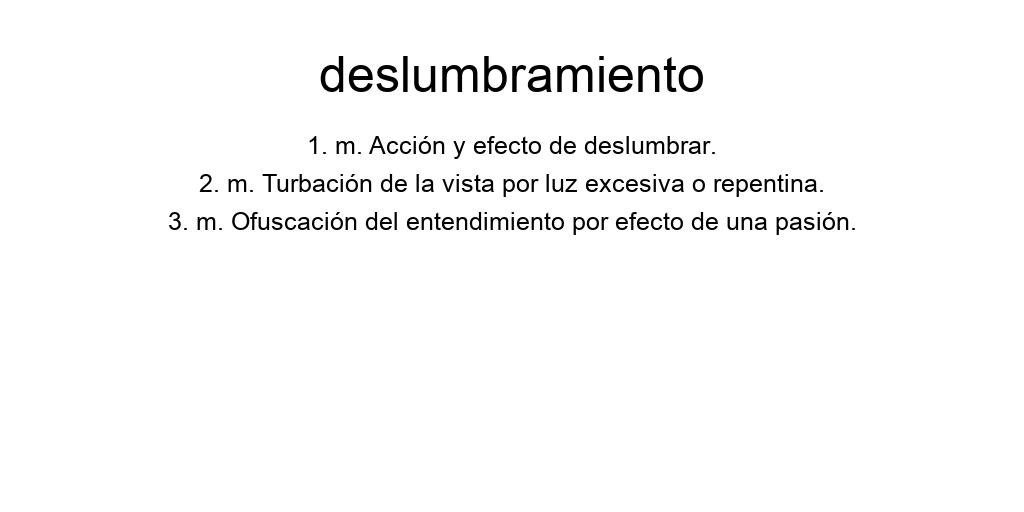 deslumbramiento
1. m. Acción y efecto de deslumbrar.
2. m. Turbación de la vista por luz excesiva o repentina.
3. m. Ofuscación del entendimiento por efecto de una pasión.